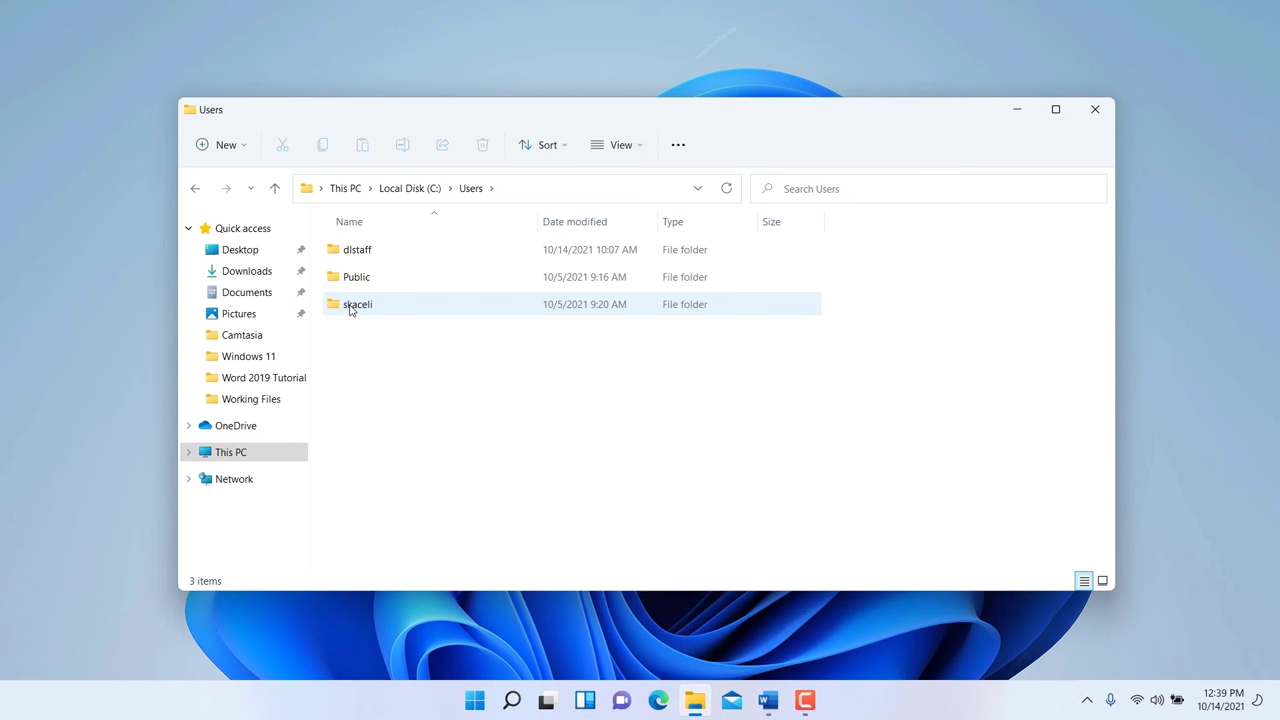 Users
New
Sort
View
This PC
Local Disk (C:)
Users
Search Users
Name
Date modified
Type
Size
Quick access
Desktop
Downloads
Documents
Pictures
Camtasia
Windows 11
Word 2019 Tutorial
Working Files
OneDrive
This PC
Network
dlstaff 10/14/2021 10:07 AM File folder
Public 10/5/2021 9:16 AM File folder
skaceli 10/5/2021 9:20 AM File folder
3 items
12:39 PM
10/14/2021